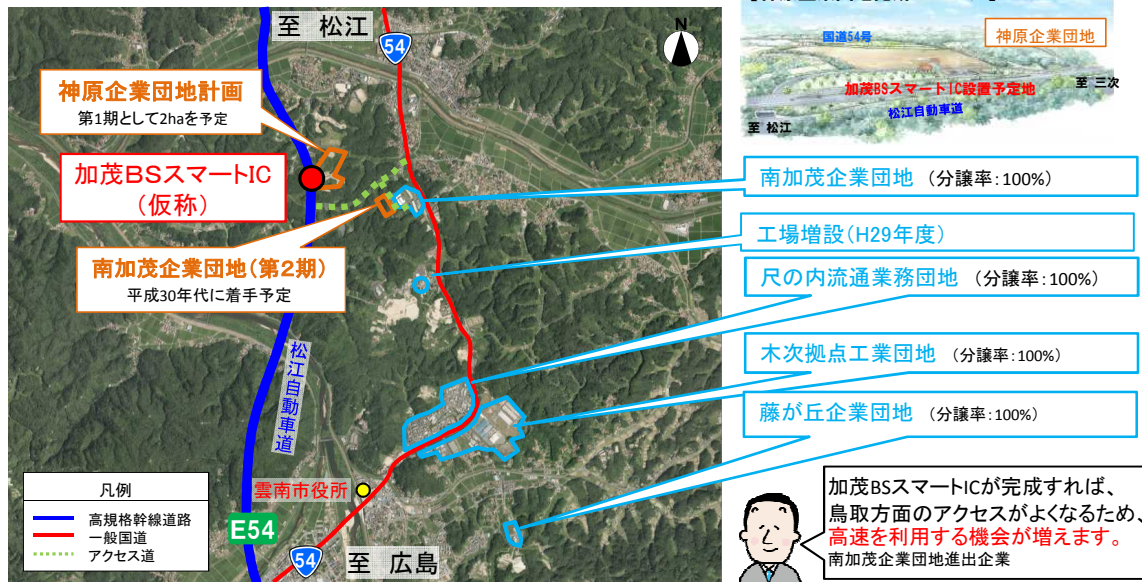 至 松江
54
N
神原企業団地計画
第1期として2haを予定
加茂BSスマートIC
(仮称)
南加茂企業団地(第2期)
平成30年代に着手予定
松江自動車道
雲南市役所
E54
54
至 広島
凡例
高規格幹線道路
一般国道
アクセス道
国道54号
神原企業団地
加茂BSスマートIC設置予定地
至 三次
松江自動車道
至 松江
南加茂企業団地 (分譲率:100%)
工場増設(H29年度)
尺の内流通業務団地 (分譲率:100%)
木次拠点工業団地 (分譲率:100%)
藤が丘企業団地 (分譲率:100%)
加茂BSスマートICが完成すれば、
鳥取方面のアクセスがよくなるため、
高速を利用する機会が増えます。
南加茂企業団地進出企業